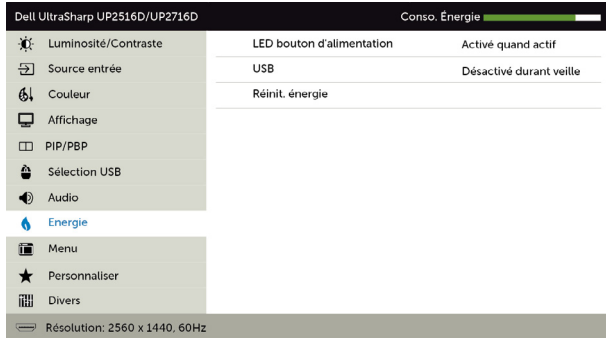 Dell UltraSharp UP2516D/UP2716D Conso. Énergie
Luminosité/Contraste LED bouton d'alimentation Activé quand actif
Source entrée USB Désactivé durant veille
Couleur Réinit. énergie
Affichage
PIP/PBP
Sélection USB
Audio
Energie
Menu
Personnaliser
Divers
Résolution: 2560 x 1440, 60Hz